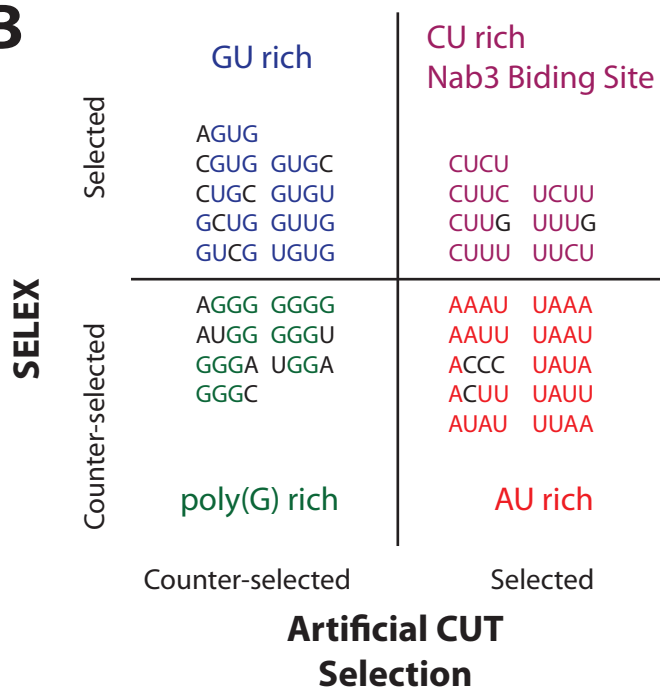 B
GU rich
CU rich
Nab3 Biding Site
Selected
AGUG
CGUG GUGC
CUGC GUGU
GCUG GUUG
GUCG UGUG
CUCU
CUUC UCUU
CUUG UUUG
CUUU UUCU
SELEX
Counter-selected
AGGG GGGG
AUGG GGGU
GGGA UGGA
GGGC
poly(G) rich
AAAU UAAA
AAUU UAAU
ACCC UAUA
ACUU UAUU
AUAU UUAA
AU rich
Counter-selected
Selected
Artificial CUT
Selection